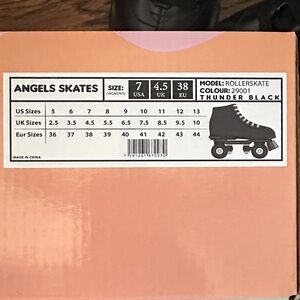 ANGELS SKATES
SIZE: (WOMEN'S)
7 USA
4.5 UK
38 EU
MODEL: ROLLERSKATE
COLOUR: 29001
THUNDER BLACK
US Sizes 5 6 7 8 9 10 11 12 13
UK Sizes 2.5 3.5 4.5 5.5 6.5 7.5 8.5 9.5 10
Eur Sizes 36 37 38 39 40 41 42 43 44
MADE IN CHINA